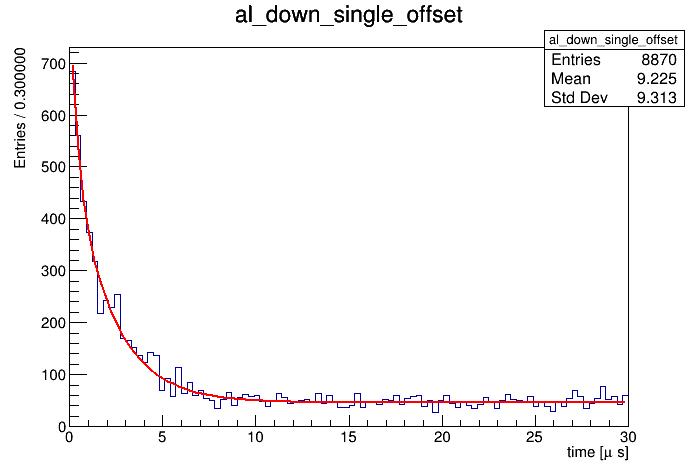 al_down_single_offset
al_down_single_offset
Entries 8870
Mean 9.225
Std Dev 9.313
Entries / 0.300000
700
600
500
400
300
200
100
0
0 5 10 15 20 25 30
time [μ s]